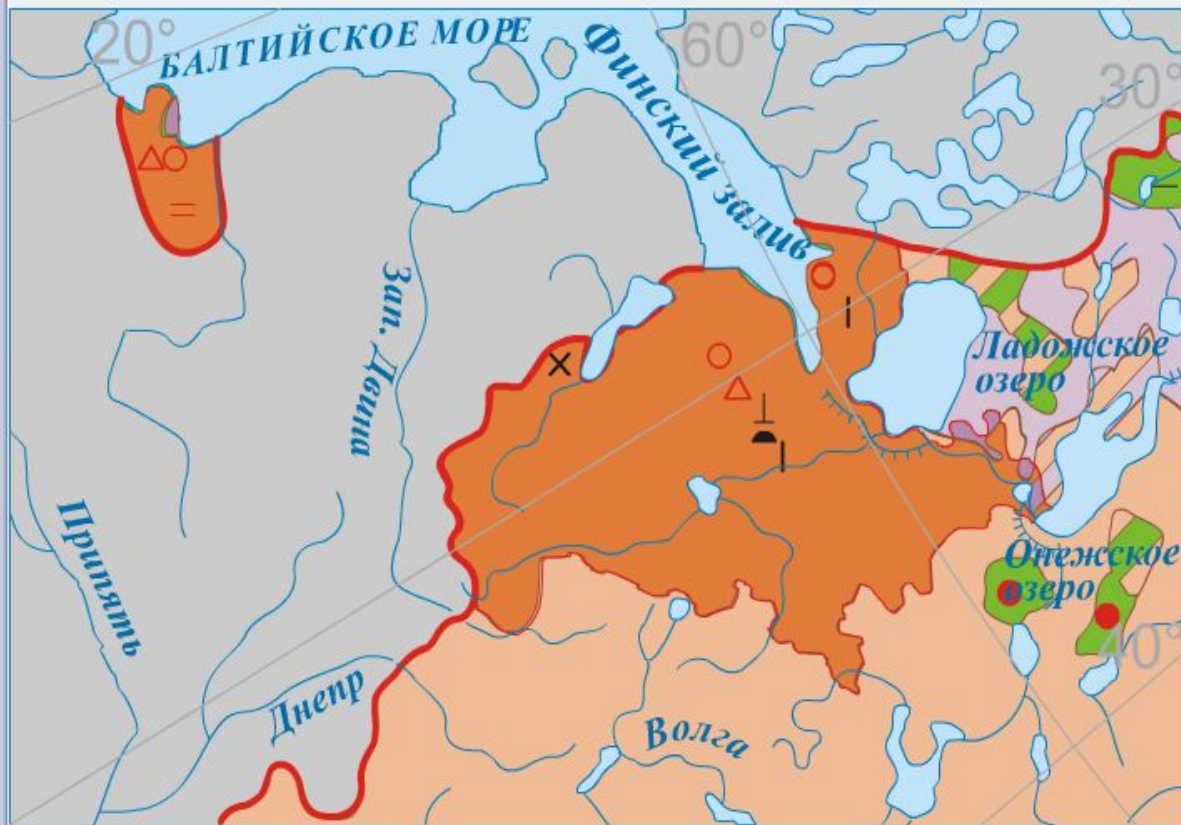 20°
БАЛТИЙСКОЕ МОРЕ
60°
30°
Финский залив
Зап. Двина
Ладожское
озеро
Припять
Онежское
озеро
40°
Днепр
Волга